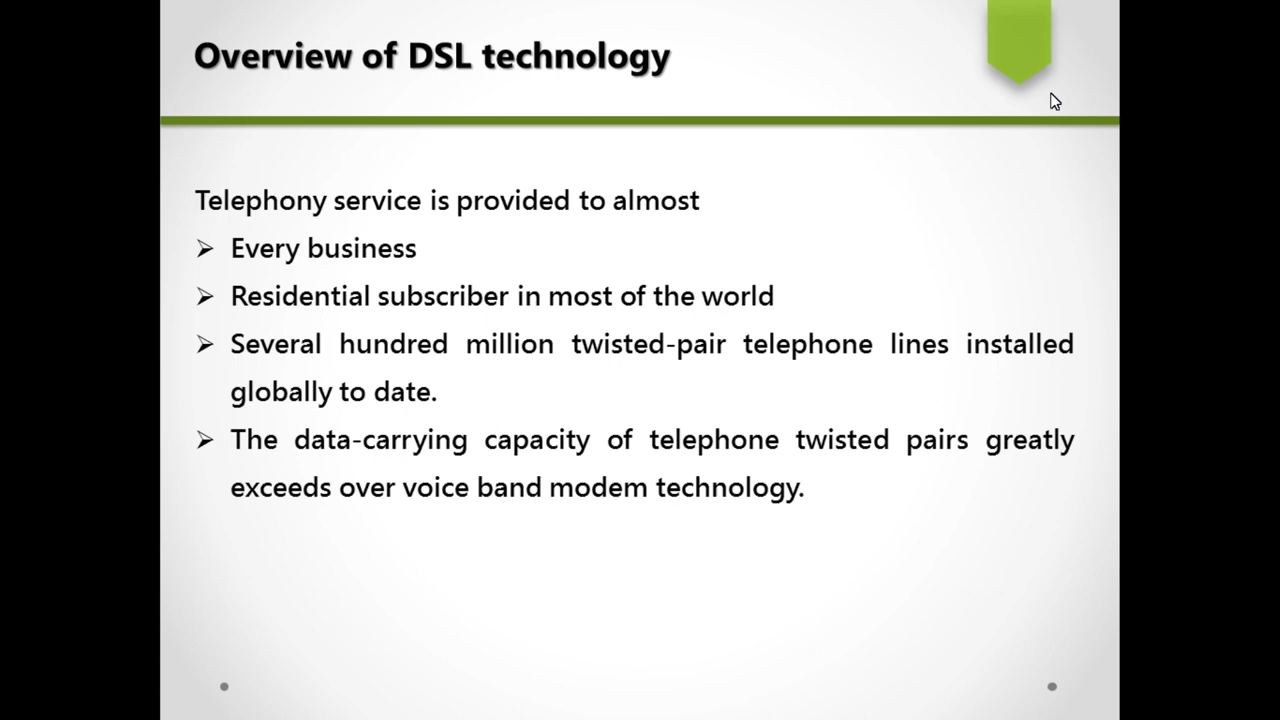 Overview of DSL technology
Telephony service is provided to almost
➢ Every business
➢ Residential subscriber in most of the world
➢ Several hundred million twisted-pair telephone lines installed
globally to date.
➢ The data-carrying capacity of telephone twisted pairs greatly
exceeds over voice band modem technology.